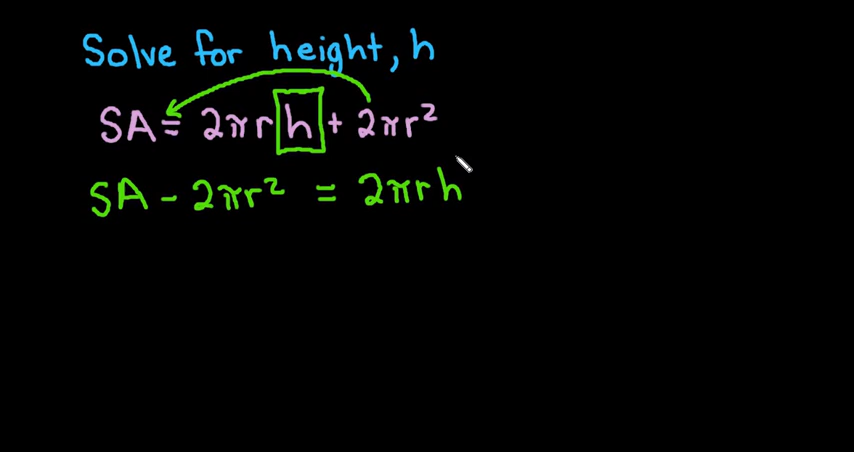 Solve for height, h
SA = 2πrh + 2πr²
SA - 2πr² = 2πrh